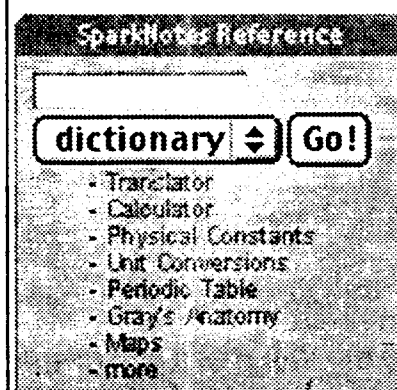 SparkNotes Reference
dictionary Go!
- Translator
- Calculator
- Physical Constants
- Unit Conversions
- Periodic Table
- Gray's Anatomy
- Maps
- more